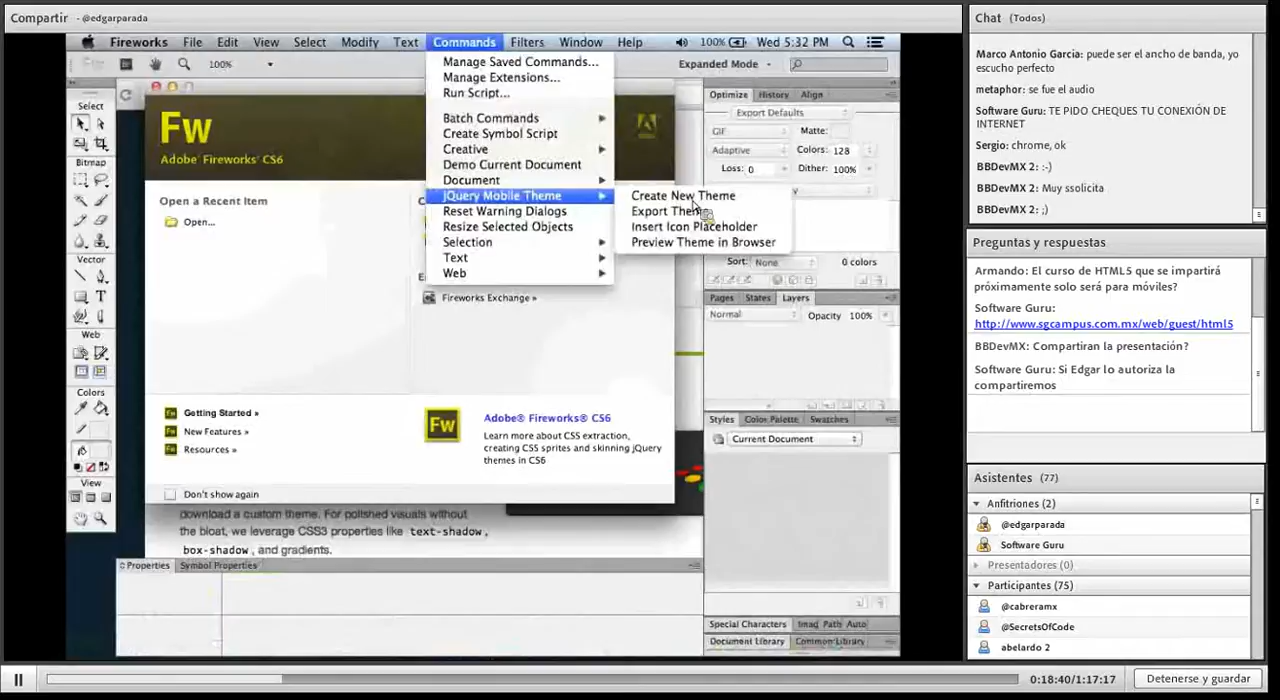 Compartir - @edgarparada
Fireworks File Edit View Select Modify Text Commands Filters Window Help 100% Wed 5:32 PM
100% Expanded Mode
Select
Bitmap
Vector
Web
Colors
View
Fw
Adobe® Fireworks® CS6
Open a Recent Item
Open...
Manage Saved Commands...
Manage Extensions...
Run Script...
Batch Commands
Create Symbol Script
Creative
Demo Current Document
Document
jQuery Mobile Theme
Reset Warning Dialogs
Resize Selected Objects
Selection
Text
Web
Create New Theme
Export Theme
Insert Icon Placeholder
Preview Theme in Browser
Fireworks Exchange »
Getting Started »
New Features »
Resources »
Fw
Adobe® Fireworks® CS6
Learn more about CSS extraction,
creating CSS sprites and skinning jQuery
themes in CS6
Don't show again
download a custom theme. For polished visuals without
the bloat, we leverage CSS3 properties like text-shadow,
box-shadow, and gradients.
Properties Symbol Properties
Optimize History Align
Export Defaults
GIF Matte:
Adaptive Colors: 128
Loss: 0 Dither: 100%
Sort: None 0 colors
Pages States Layers
Normal Opacity 100%
Styles Color Palette Swatches
Current Document
Special Characters Imag Path Auto
Document Library Common Library
Chat (Todos)
Marco Antonio Garcia: puede ser el ancho de banda, yo
escucho perfecto
metaphor: se fue el audio
Software Guru: TE PIDO CHEQUES TU CONEXIÓN DE
INTERNET
Sergio: chrome, ok
BBDevMX 2: :-)
BBDevMX 2: Muy ssolicita
BBDevMX 2: ;)
Preguntas y respuestas
Armando: El curso de HTML5 que se impartirá
próximamente solo será para móviles?
Software Guru:
http://www.sgcampus.com.mx/web/guest/html5
BBDevMX: Compartiran la presentación?
Software Guru: Si Edgar lo autoriza la
compartiremos
Asistentes (77)
Anfitriones (2)
@edgarparada
Software Guru
Presentadores (0)
Participantes (75)
@cabreramx
@SecretsOfCode
abelardo 2
0:18:40/1:17:17 Detenerse y guardar